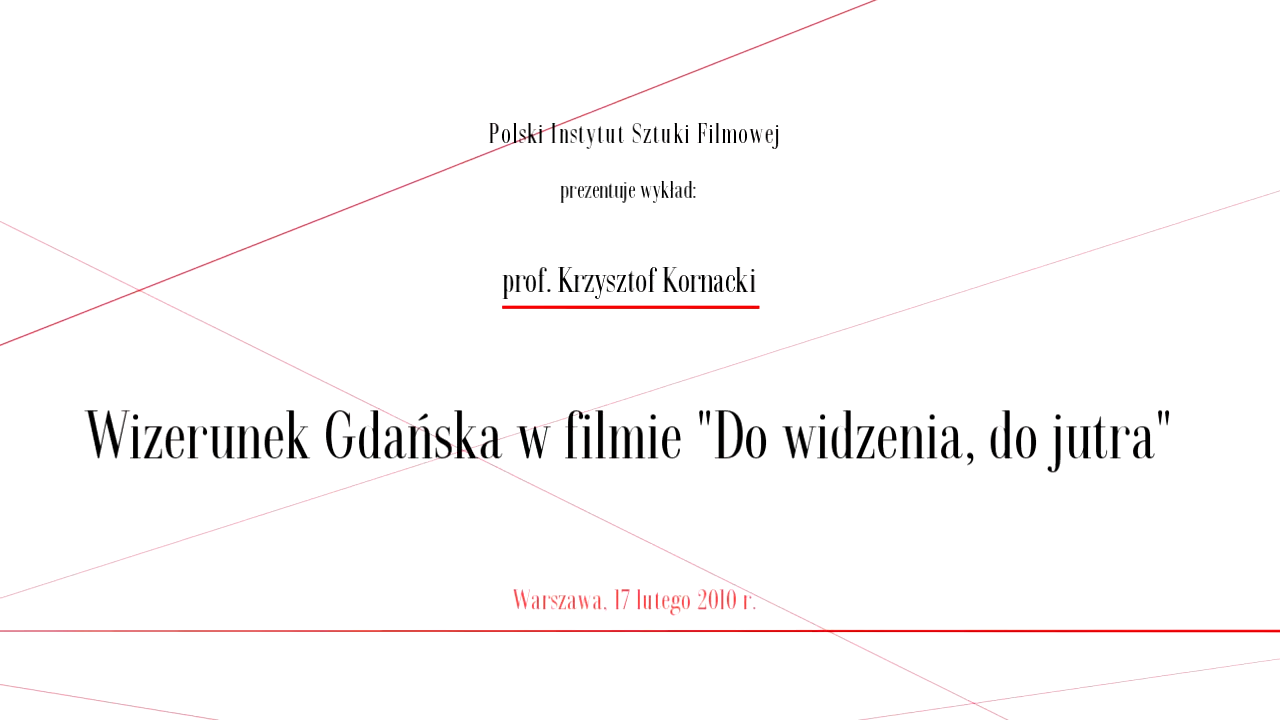 Polski Instytut Sztuki Filmowej
prezentuje wykład:
prof. Krzysztof Kornacki
Wizerunek Gdańska w filmie "Do widzenia, do jutra"
Warszawa, 17 lutego 2010 r.